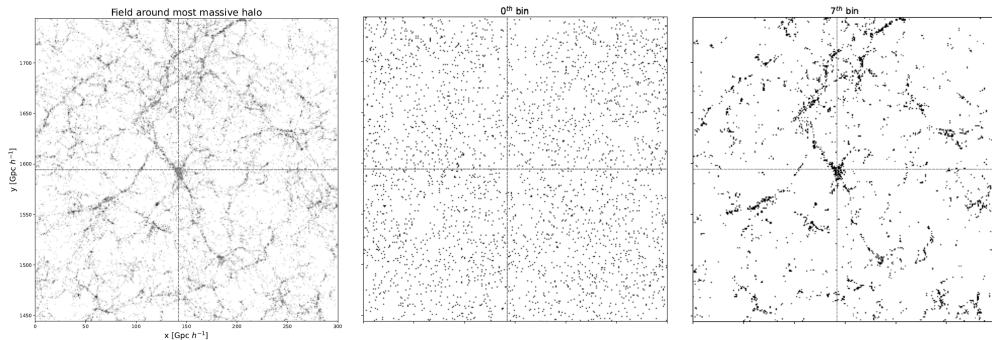 Field around most massive halo
0th bin
7th bin
y [Gpc h⁻¹]
1700
1650
1600
1550
1500
1450
0 50 100 150 200 250 300
x [Gpc h⁻¹]